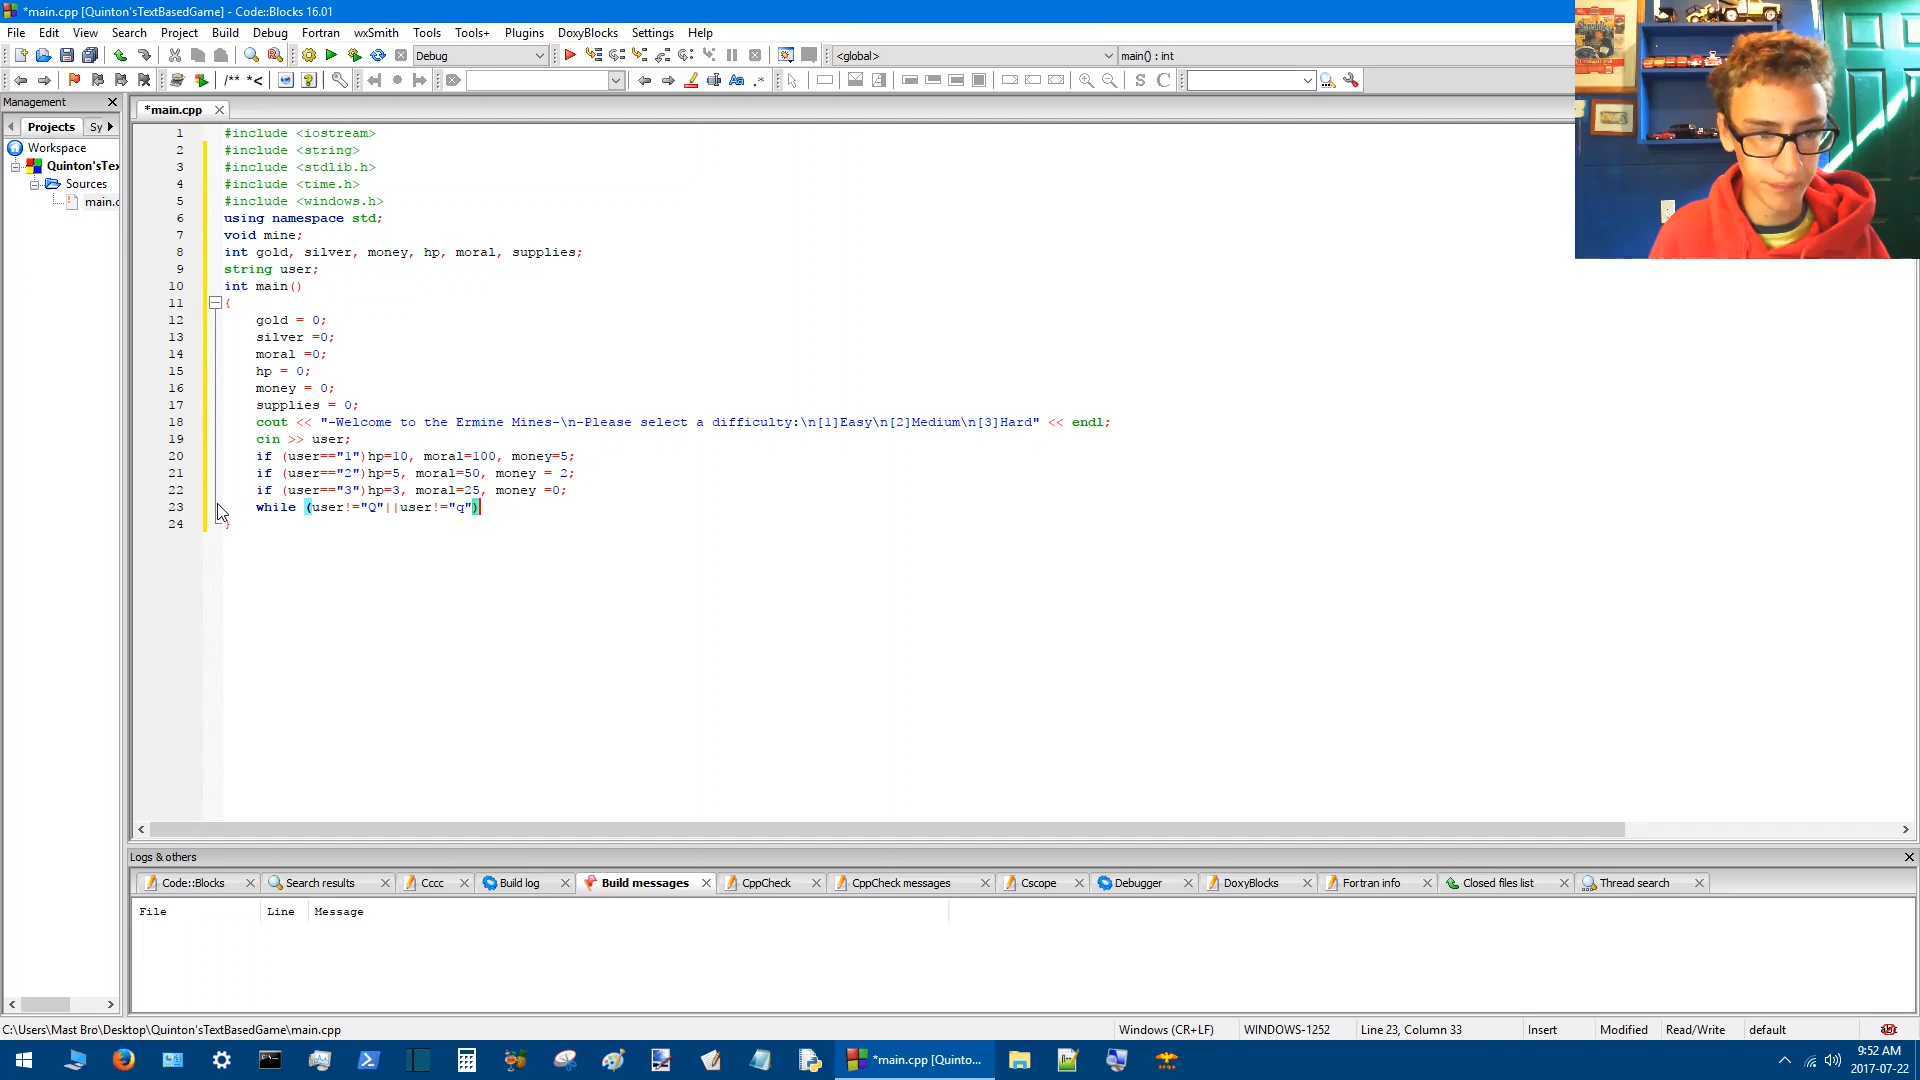 *main.cpp [Quinton'sTextBasedGame] - Code::Blocks 16.01
File Edit View Search Project Build Debug Fortran wxSmith Tools Tools+ Plugins DoxyBlocks Settings Help
Debug <global> main() : int
/** *<
Aa .* S C
Management
*main.cpp
Projects Sy
Workspace
Quinton'sTex
Sources
main.c
1 #include <iostream>
2 #include <string>
3 #include <stdlib.h>
4 #include <time.h>
5 #include <windows.h>
6 using namespace std;
7 void mine;
8 int gold, silver, money, hp, moral, supplies;
9 string user;
10 int main()
11 {
12 gold = 0;
13 silver =0;
14 moral =0;
15 hp = 0;
16 money = 0;
17 supplies = 0;
18 cout << "-Welcome to the Ermine Mines-\n-Please select a difficulty:\n[1]Easy\n[2]Medium\n[3]Hard" << endl;
19 cin >> user;
20 if (user=="1")hp=10, moral=100, money=5;
21 if (user=="2")hp=5, moral=50, money = 2;
22 if (user=="3")hp=3, moral=25, money =0;
23 while (user!="Q"||user!="q")
24 }
Logs & others
Code::Blocks Search results Cccc Build log Build messages CppCheck CppCheck messages Cscope Debugger DoxyBlocks Fortran info Closed files list Thread search
File Line Message
C:\Users\Mast Bro\Desktop\Quinton'sTextBasedGame\main.cpp Windows (CR+LF) WINDOWS-1252 Line 23, Column 33 Insert Modified Read/Write default
*main.cpp [Quinto...
9:52 AM
2017-07-22